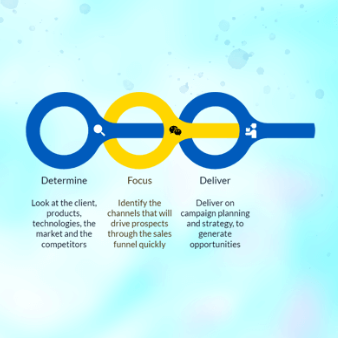 Determine
Look at the client,
products,
technologies, the
market and the
competitors
Focus
Identify the
channels that will
drive prospects
through the sales
funnel quickly
Deliver
Deliver on
campaign planning
and strategy, to
generate
opportunities